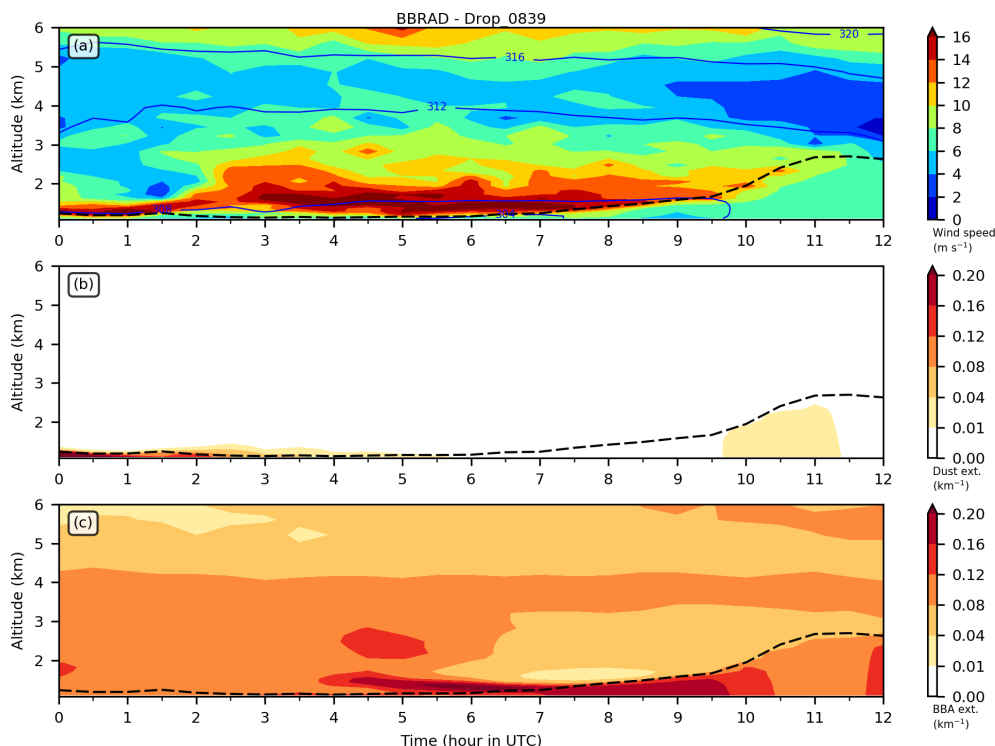 BBRAD - Drop_0839
(a)
Altitude (km)
6
5
4
3
2
320
316
312
308
304
0 1 2 3 4 5 6 7 8 9 10 11 12
16
14
12
10
8
6
4
2
0
Wind speed
(m s⁻¹)
(b)
Altitude (km)
6
5
4
3
2
0 1 2 3 4 5 6 7 8 9 10 11 12
0.20
0.16
0.12
0.08
0.04
0.01
0.00
Dust ext.
(km⁻¹)
(c)
Altitude (km)
6
5
4
3
2
0 1 2 3 4 5 6 7 8 9 10 11 12
Time (hour in UTC)
0.20
0.16
0.12
0.08
0.04
0.01
0.00
BBA ext.
(km⁻¹)